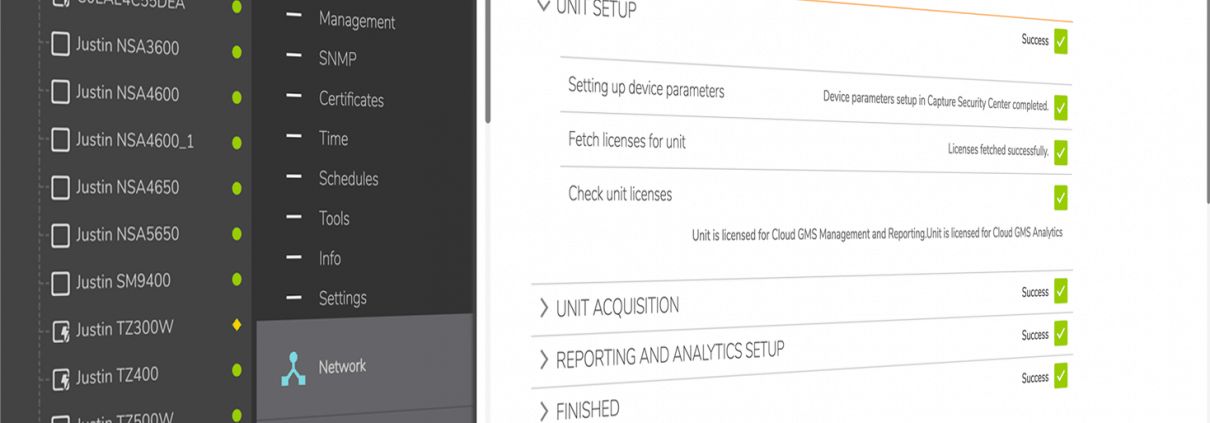 C0EAE4C55DEA
Justin NSA3600
Justin NSA4600
Justin NSA4600_1
Justin NSA4650
Justin NSA5650
Justin SM9400
Justin TZ300W
Justin TZ400
Justin TZ500W
Management
SNMP
Certificates
Time
Schedules
Tools
Info
Settings
Network
UNIT SETUP
Success
Setting up device parameters
Device parameters setup in Capture Security Center completed.
Fetch licenses for unit
Licenses fetched successfully.
Check unit licenses
Unit is licensed for Cloud GMS Management and Reporting.Unit is licensed for Cloud GMS Analytics
UNIT ACQUISITION
Success
REPORTING AND ANALYTICS SETUP
Success
FINISHED
Success